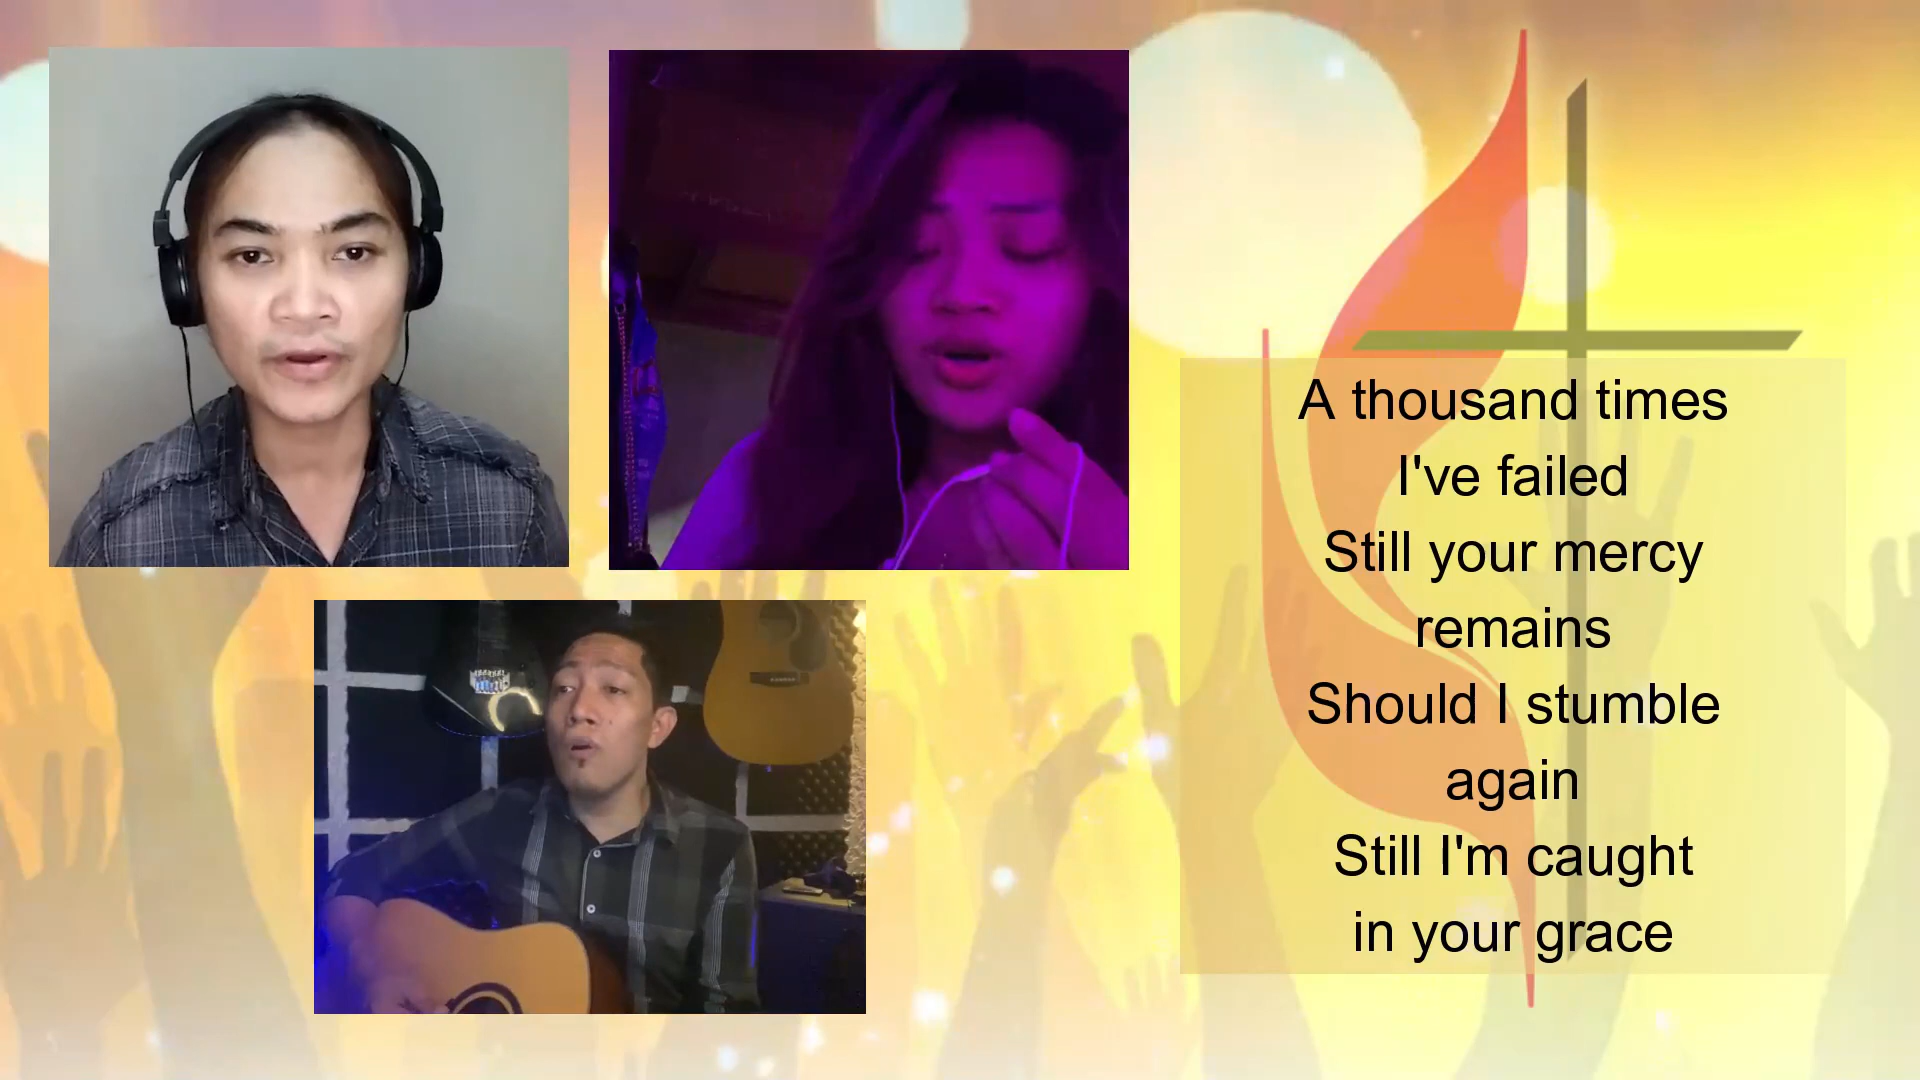 A thousand times
I've failed
Still your mercy
remains
Should I stumble
again
Still I'm caught
in your grace